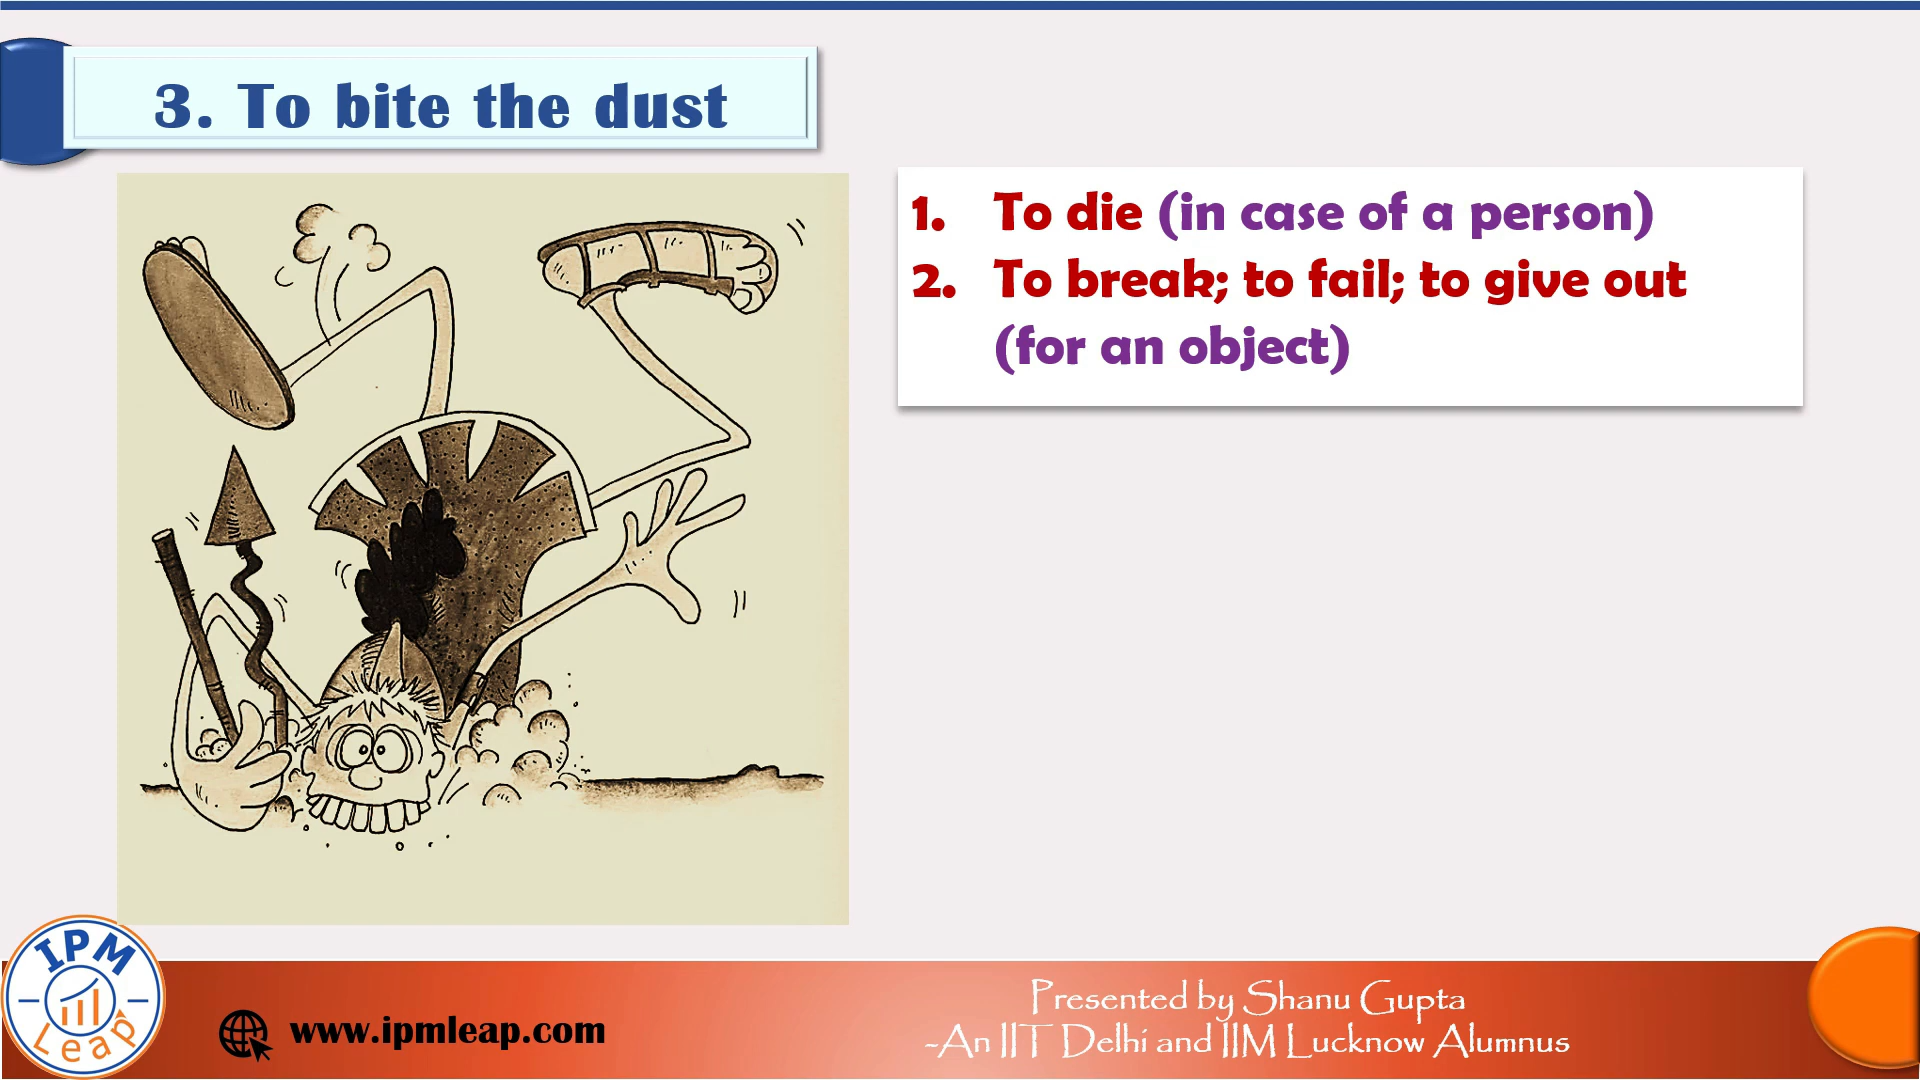 3. To bite the dust
1. To die (in case of a person)
2. To break; to fail; to give out
(for an object)
IPM
Leap
www.ipmleap.com
Presented by Shanu Gupta
-An IIT Delhi and IIM Lucknow Alumnus